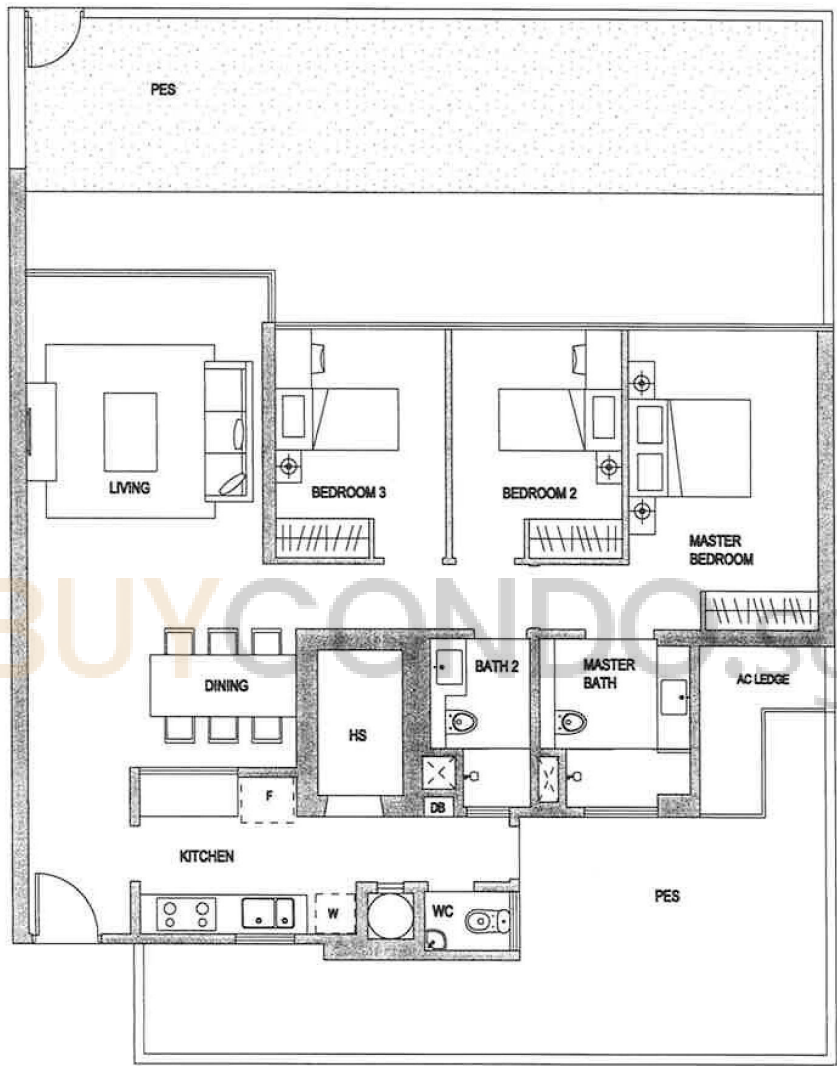 PES
LIVING
BEDROOM 3
BEDROOM 2
MASTER
BEDROOM
BUYCONDO.sg
DINING
HS
BATH 2
MASTER
BATH
AC LEDGE
F
DB
KITCHEN
W
WC
PES